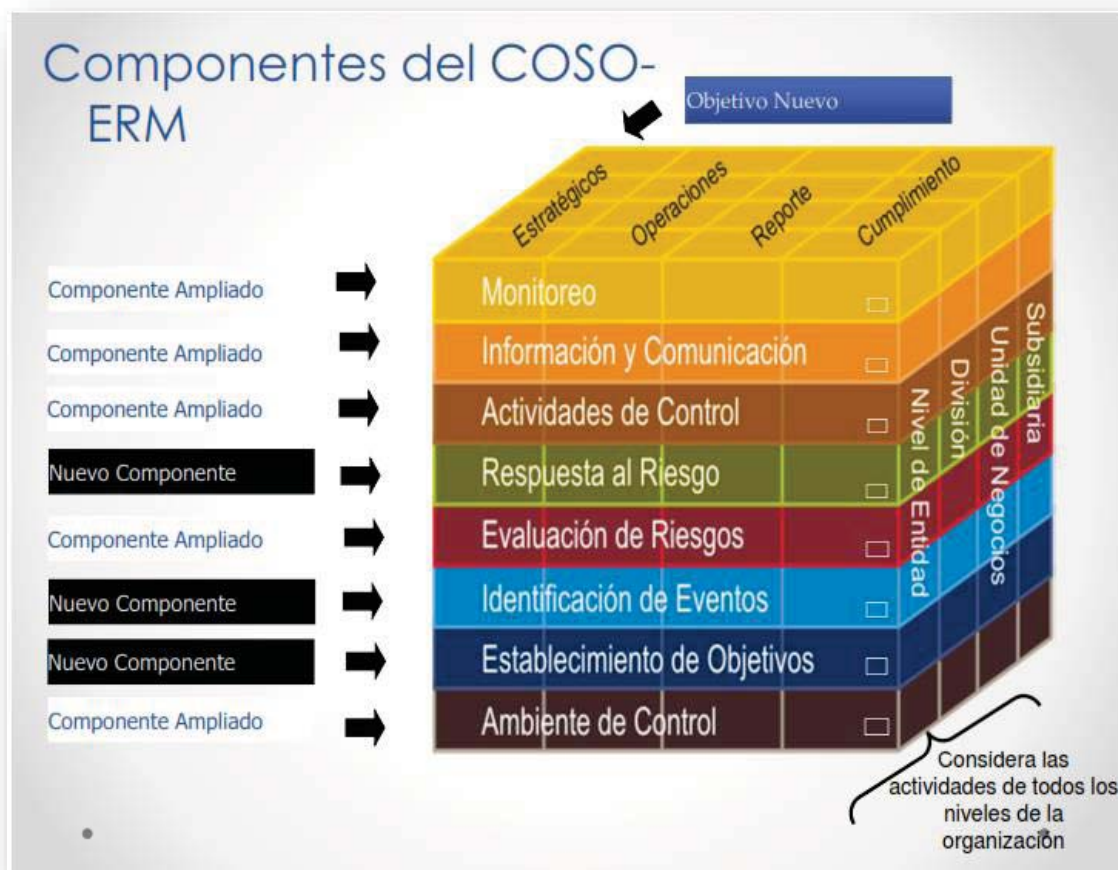 Componentes del COSO-
ERM
Objetivo Nuevo
Estratégicos
Operaciones
Reporte
Cumplimiento
Componente Ampliado
Monitoreo
Componente Ampliado
Información y Comunicación
Componente Ampliado
Actividades de Control
Nuevo Componente
Respuesta al Riesgo
Componente Ampliado
Evaluación de Riesgos
Nuevo Componente
Identificación de Eventos
Nuevo Componente
Establecimiento de Objetivos
Componente Ampliado
Ambiente de Control
Nivel de Entidad
División
Unidad de Negocios
Subsidiaria
Considera las
actividades de todos los
niveles de la
organización